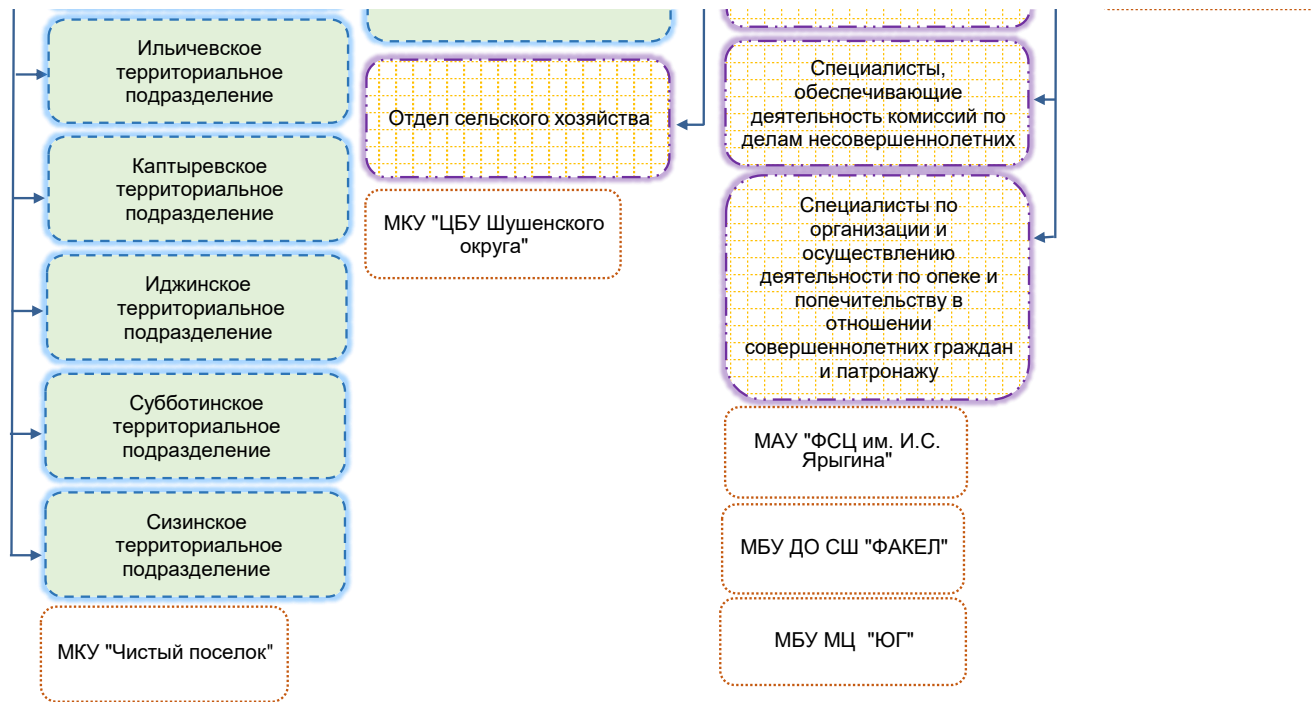 Ильичевское
территориальное
подразделение
Каптыревское
территориальное
подразделение
Иджинское
территориальное
подразделение
Субботинское
территориальное
подразделение
Сизинское
территориальное
подразделение
МКУ "Чистый поселок"
Отдел сельского хозяйства
МКУ "ЦБУ Шушенского
округа"
Специалисты,
обеспечивающие
деятельность комиссий по
делам несовершеннолетних
Специалисты по
организации и
осуществлению
деятельности по опеке и
попечительству в
отношении
совершеннолетних граждан
и патронажу
МАУ "ФСЦ им. И.С.
Ярыгина"
МБУ ДО СШ "ФАКЕЛ"
МБУ МЦ "ЮГ"